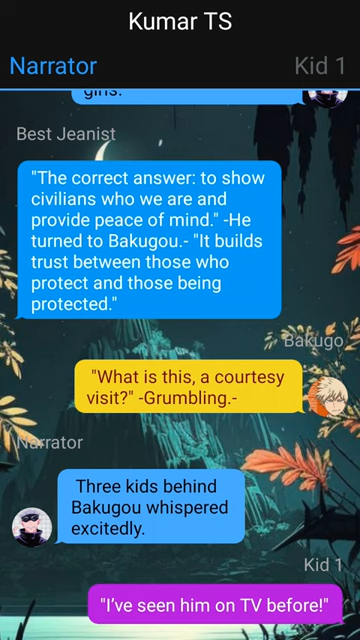 Kumar TS
Narrator
Kid 1
girls.
Best Jeanist
"The correct answer: to show
civilians who we are and
provide peace of mind." -He
turned to Bakugou.- "It builds
trust between those who
protect and those being
protected."
Bakugo
"What is this, a courtesy
visit?" -Grumbling.-
Narrator
Three kids behind
Bakugou whispered
excitedly.
Kid 1
"I’ve seen him on TV before!"